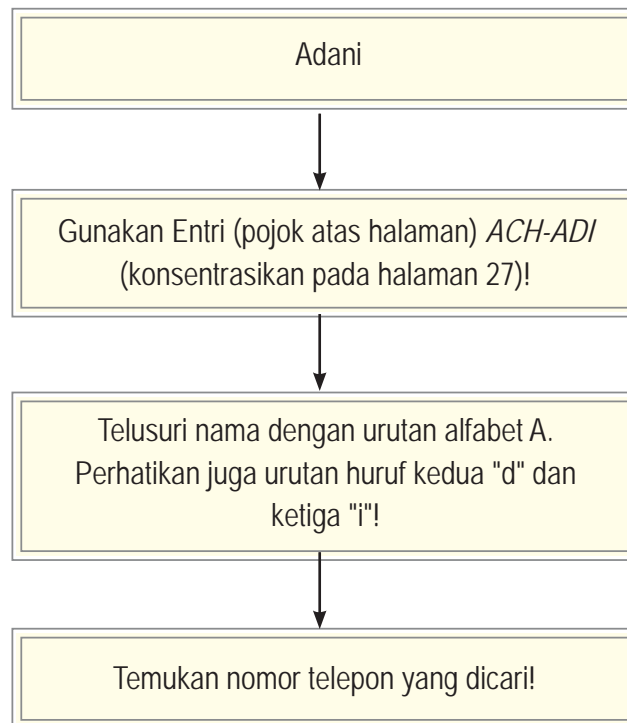 Adani
Gunakan Entri (pojok atas halaman) ACH-ADI
(konsentrasikan pada halaman 27)!
Telusuri nama dengan urutan alfabet A.
Perhatikan juga urutan huruf kedua "d" dan
ketiga "i"!
Temukan nomor telepon yang dicari!